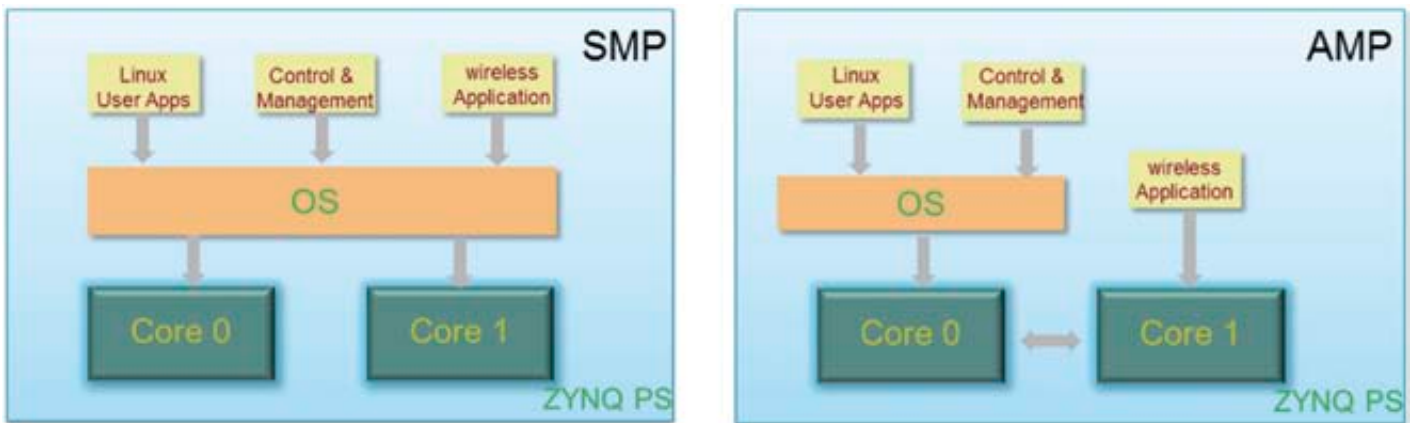 SMP
Linux
User Apps
Control &
Management
wireless
Application
OS
Core 0
Core 1
ZYNQ PS
AMP
Linux
User Apps
Control &
Management
wireless
Application
OS
Core 0
Core 1
ZYNQ PS